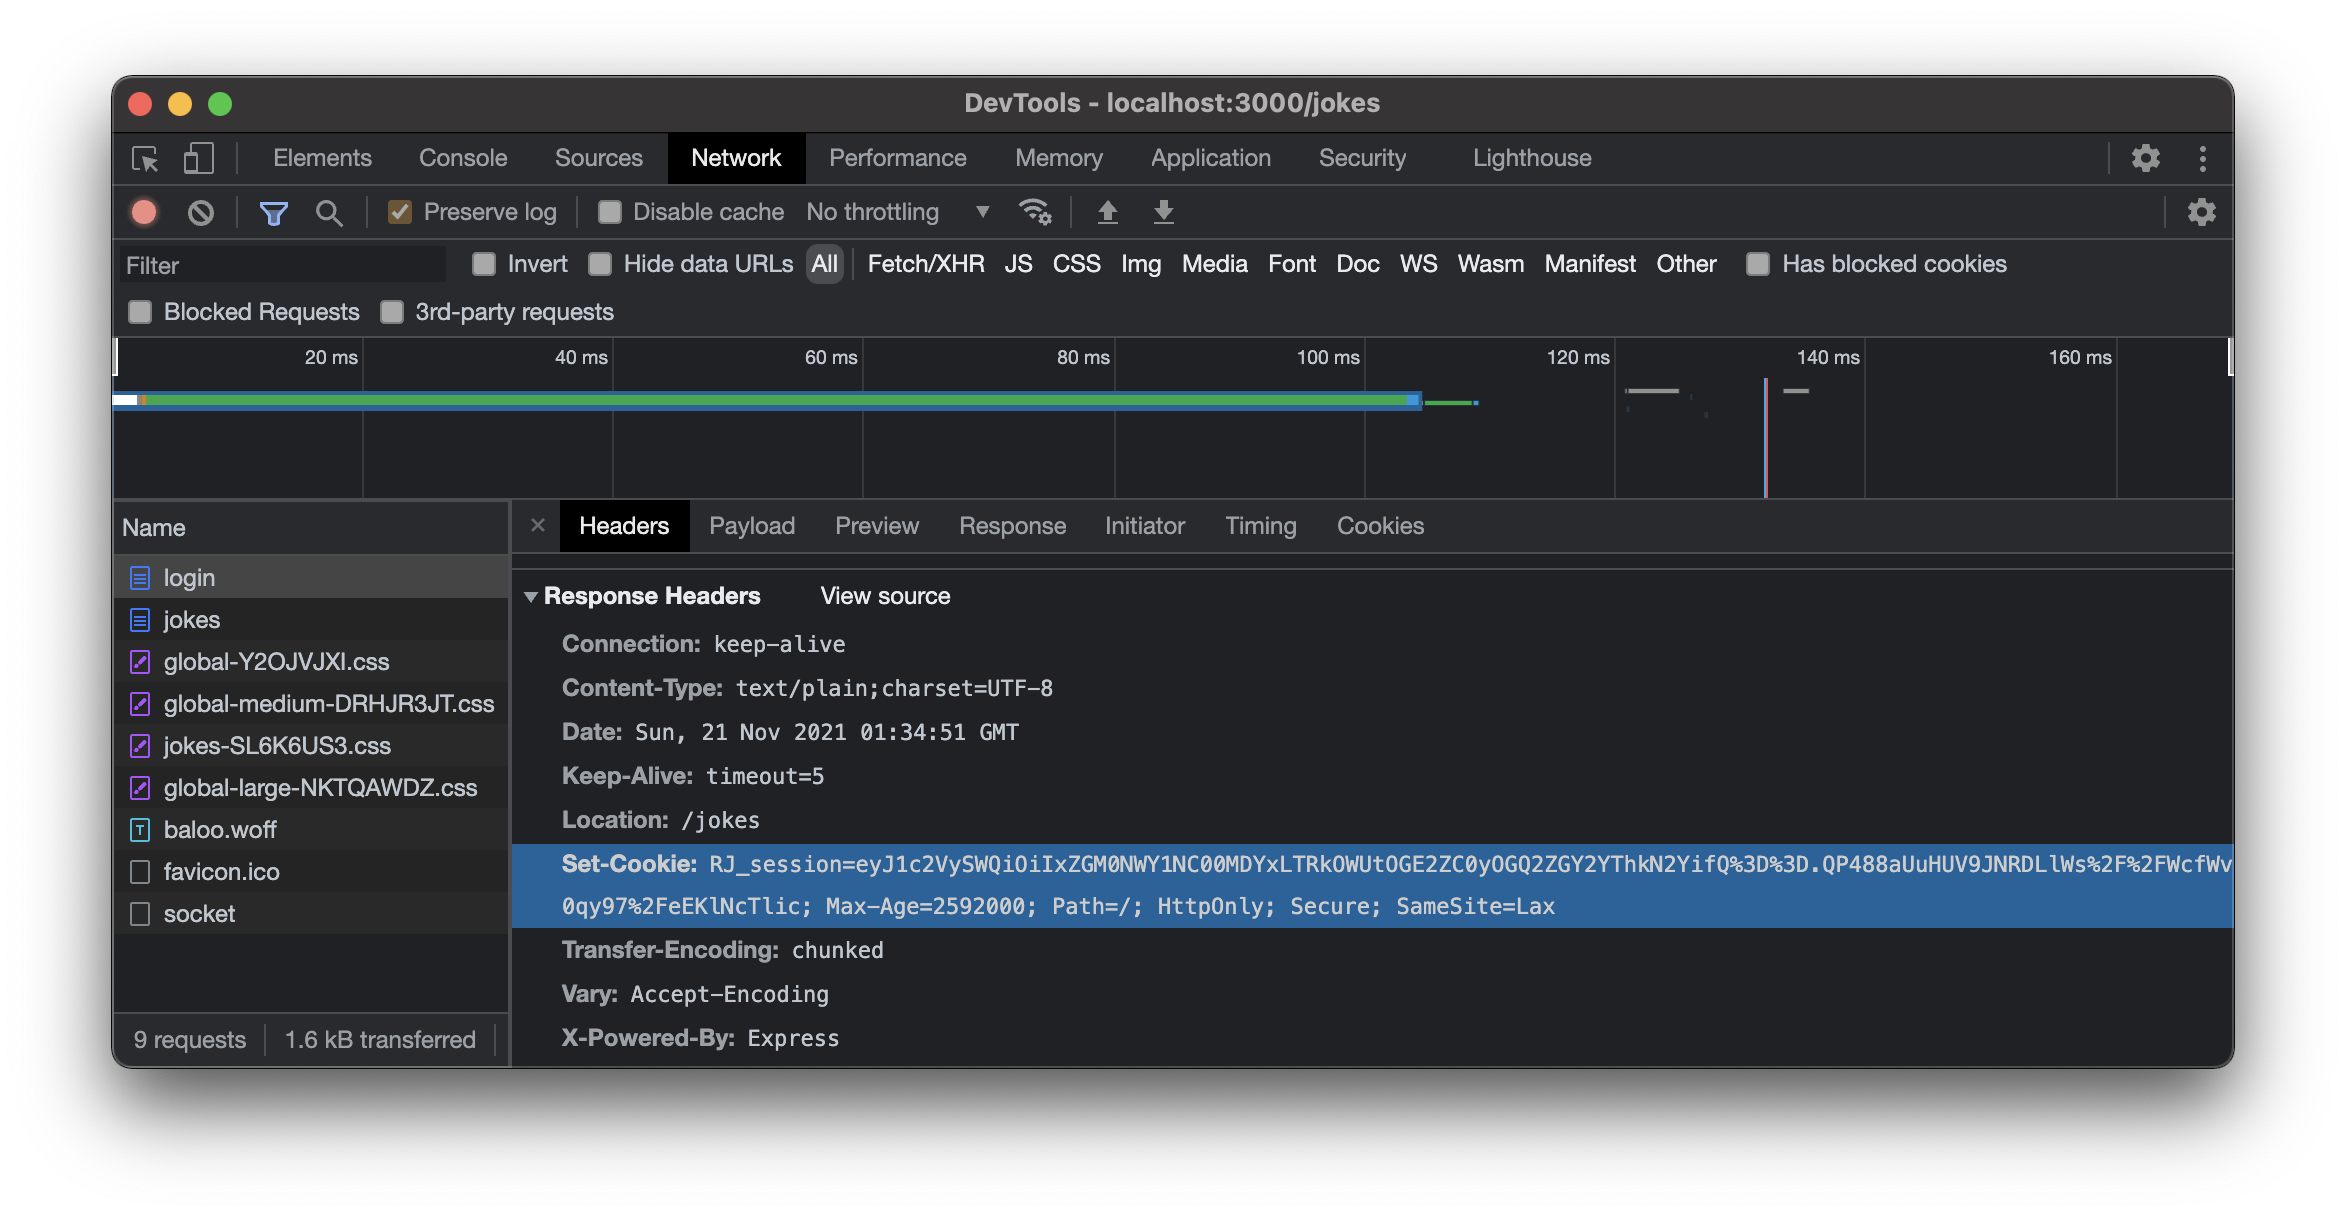 DevTools - localhost:3000/jokes
Elements Console Sources Network Performance Memory Application Security Lighthouse
Preserve log Disable cache No throttling
Filter Invert Hide data URLs All Fetch/XHR JS CSS Img Media Font Doc WS Wasm Manifest Other Has blocked cookies
Blocked Requests 3rd-party requests
20 ms 40 ms 60 ms 80 ms 100 ms 120 ms 140 ms 160 ms
Name
login
jokes
global-Y2OJVJXI.css
global-medium-DRHJR3JT.css
jokes-SL6K6US3.css
global-large-NKTQAWDZ.css
baloo.woff
favicon.ico
socket
9 requests 1.6 kB transferred
Headers Payload Preview Response Initiator Timing Cookies
Response Headers View source
Connection: keep-alive
Content-Type: text/plain;charset=UTF-8
Date: Sun, 21 Nov 2021 01:34:51 GMT
Keep-Alive: timeout=5
Location: /jokes
Set-Cookie: RJ_session=eyJ1c2VySWQiOiIxZGM0NWY1NC00MDYxLTRkOWUtOGE2ZC0yOGQ2ZGY2YThkN2YifQ%3D%3D.QP488aUuHUV9JNRDLlWs%2F%2FWcfWv
0qy97%2FeEKlNcTlic; Max-Age=2592000; Path=/; HttpOnly; Secure; SameSite=Lax
Transfer-Encoding: chunked
Vary: Accept-Encoding
X-Powered-By: Express